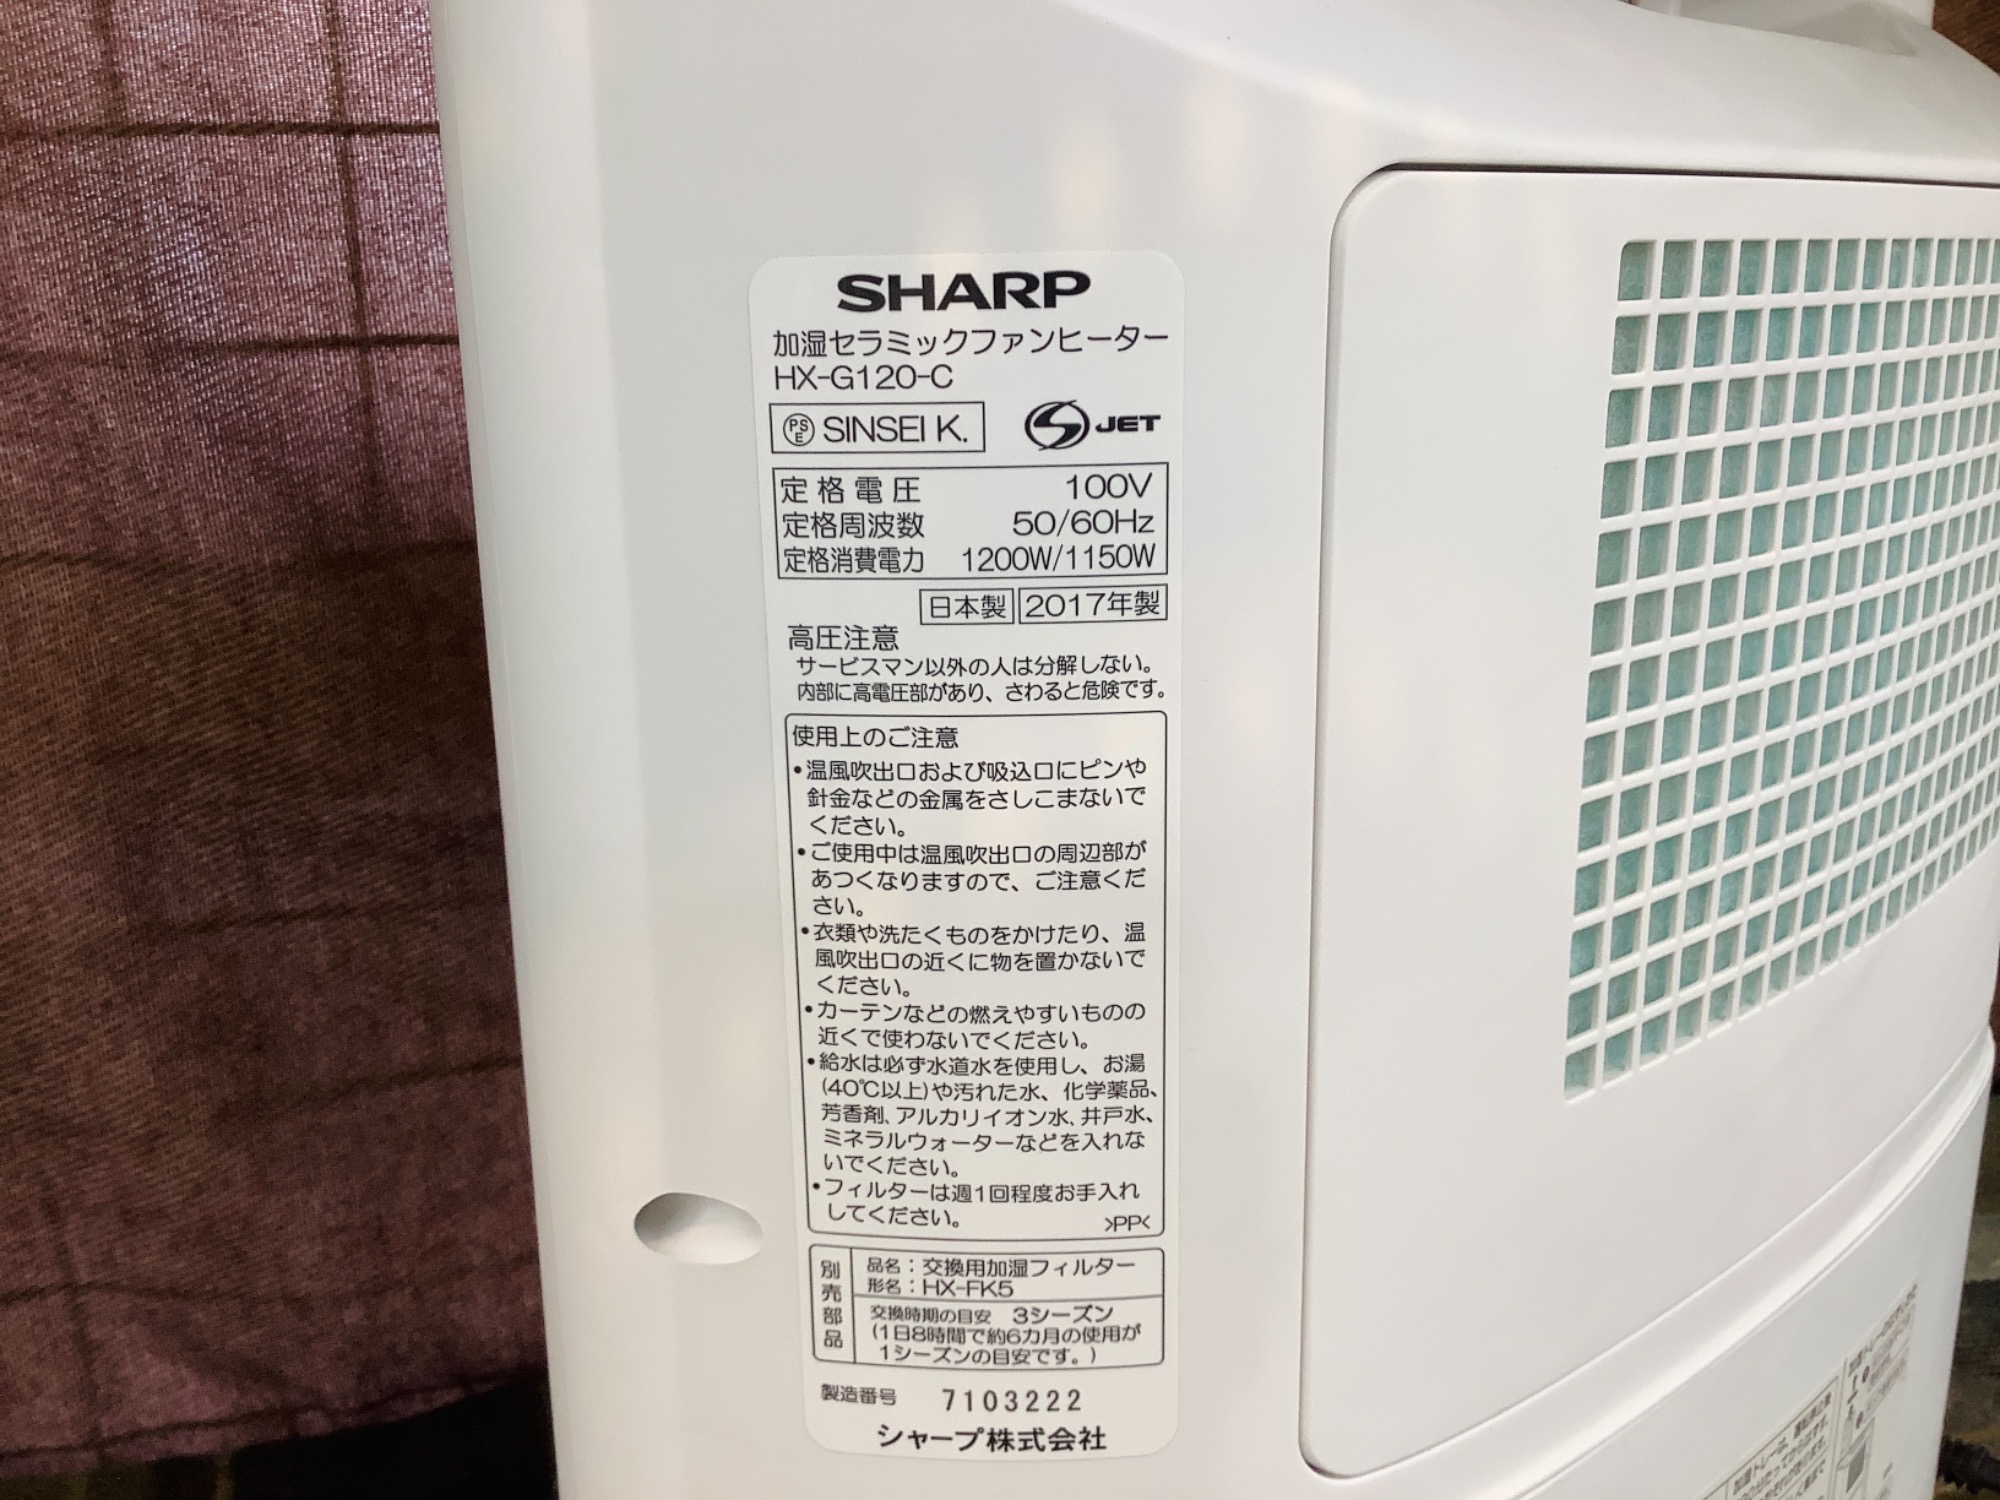 SHARP
加湿セラミックファンヒーター
HX-G120-C
PSE SINSEI K.
JET
定格電圧 100V
定格周波数 50/60Hz
定格消費電力 1200W/1150W
日本製 2017年製
高圧注意
サービスマン以外の人は分解しない。
内部に高電圧部があり、さわると危険です。
使用上のご注意
•温風吹出口および吸込口にピンや
針金などの金属をさしこまないで
ください。
•ご使用中は温風吹出口の周辺部が
あつくなりますので、ご注意くだ
さい。
•衣類や洗たくものをかけたり、温
風吹出口の近くに物を置かないで
ください。
•カーテンなどの燃えやすいものの
近くで使わないでください。
•給水は必ず水道水を使用し、お湯
(40℃以上)や汚れた水、化学薬品、
芳香剤、アルカリイオン水、井戸水、
ミネラルウォーターなどを入れな
いでください。
•フィルターは週1回程度お手入れ
してください。
>PP<
別売部品
品名：交換用加湿フィルター
形名：HX-FK5
交換時期の目安 3シーズン
(1日8時間で約6カ月の使用が
1シーズンの目安です。)
製造番号 7103222
シャープ株式会社